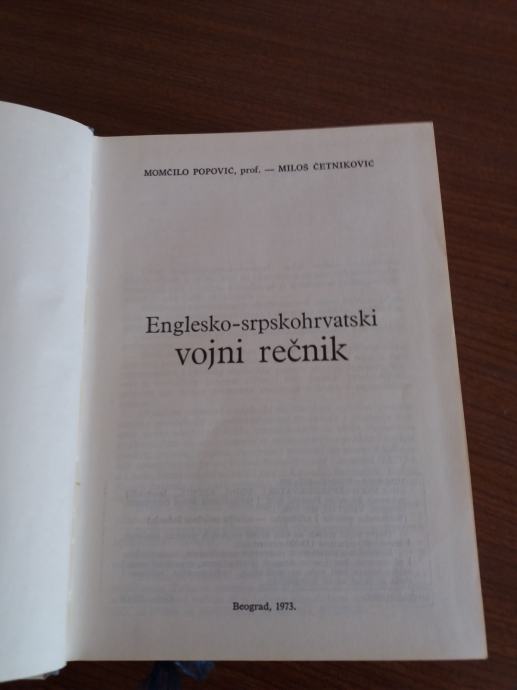 MOMČILO POPOVIĆ, prof. — MILOŠ ČETNIKOVIĆ
Englesko-srpskohrvatski
vojni rečnik
Beograd, 1973.